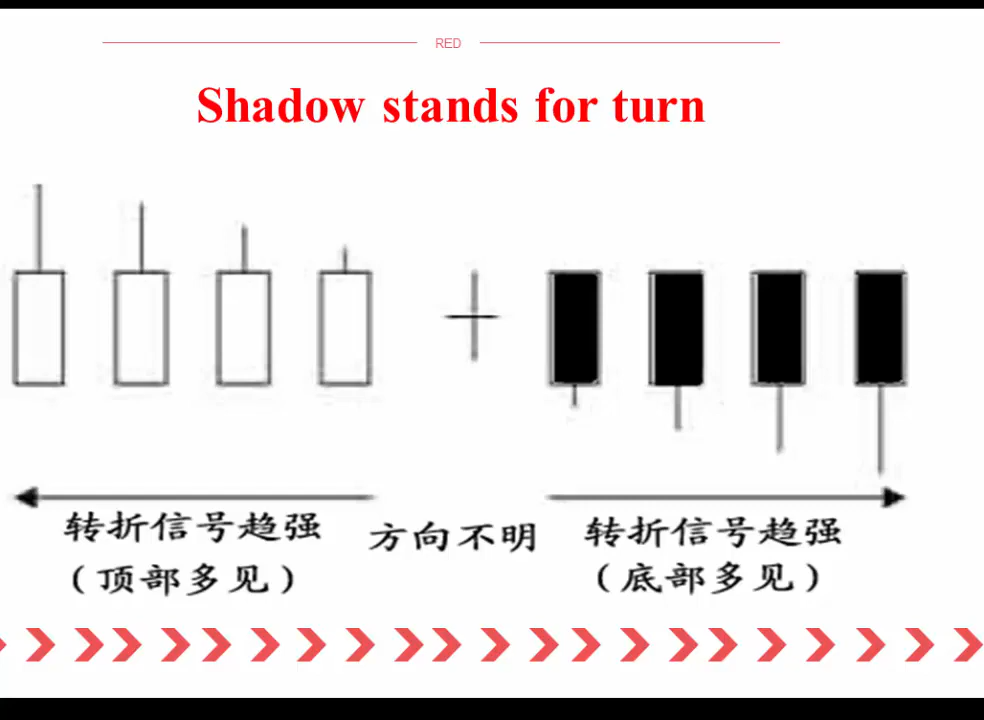 RED
Shadow stands for turn
转折信号趋强
（顶部多见）
方向不明
转折信号趋强
（底部多见）